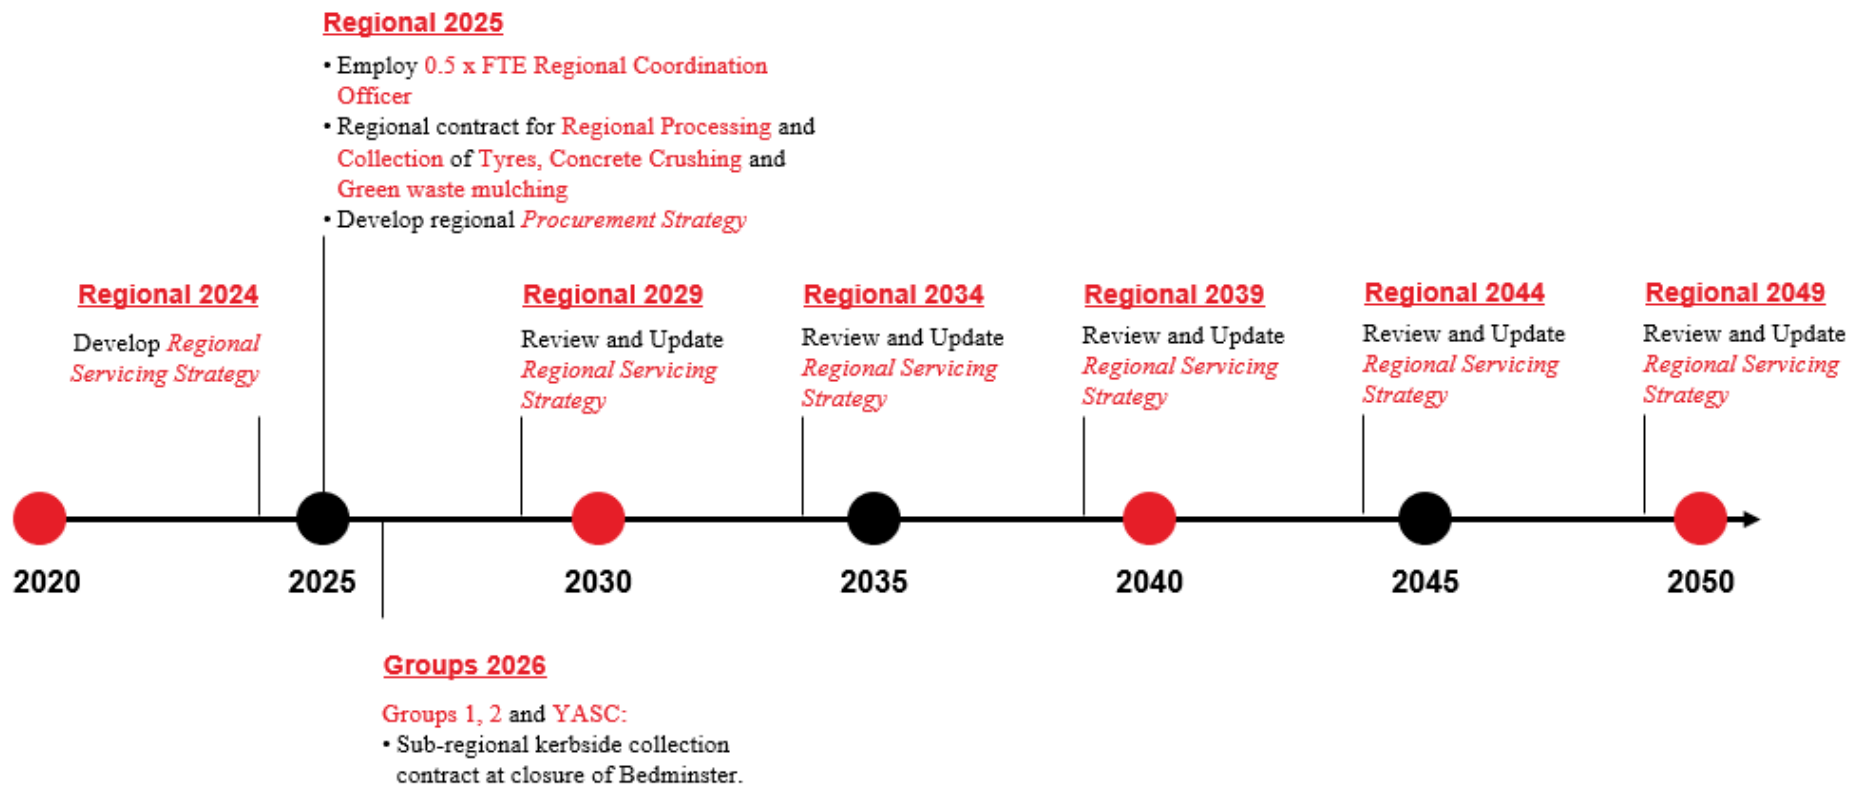 Regional 2025
• Employ 0.5 x FTE Regional Coordination
Officer
• Regional contract for Regional Processing and
Collection of Tyres, Concrete Crushing and
Green waste mulching
• Develop regional Procurement Strategy
Regional 2024
Develop Regional
Servicing Strategy
Regional 2029
Review and Update
Regional Servicing
Strategy
Regional 2034
Review and Update
Regional Servicing
Strategy
Regional 2039
Review and Update
Regional Servicing
Strategy
Regional 2044
Review and Update
Regional Servicing
Strategy
Regional 2049
Review and Update
Regional Servicing
Strategy
2020
2025
2030
2035
2040
2045
2050
Groups 2026
Groups 1, 2 and YASC:
• Sub-regional kerbside collection
contract at closure of Bedminster.